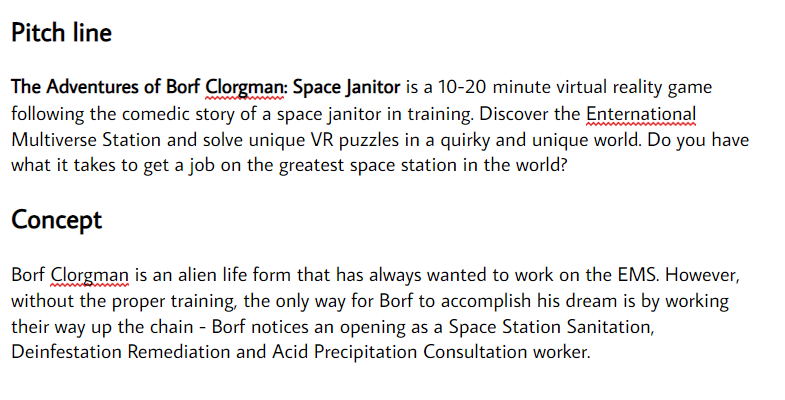 Pitch line
The Adventures of Borf Clorgman: Space Janitor is a 10-20 minute virtual reality game
following the comedic story of a space janitor in training. Discover the Enternational
Multiverse Station and solve unique VR puzzles in a quirky and unique world. Do you have
what it takes to get a job on the greatest space station in the world?
Concept
Borf Clorgman is an alien life form that has always wanted to work on the EMS. However,
without the proper training, the only way for Borf to accomplish his dream is by working
their way up the chain - Borf notices an opening as a Space Station Sanitation,
Deinfestation Remediation and Acid Precipitation Consultation worker.